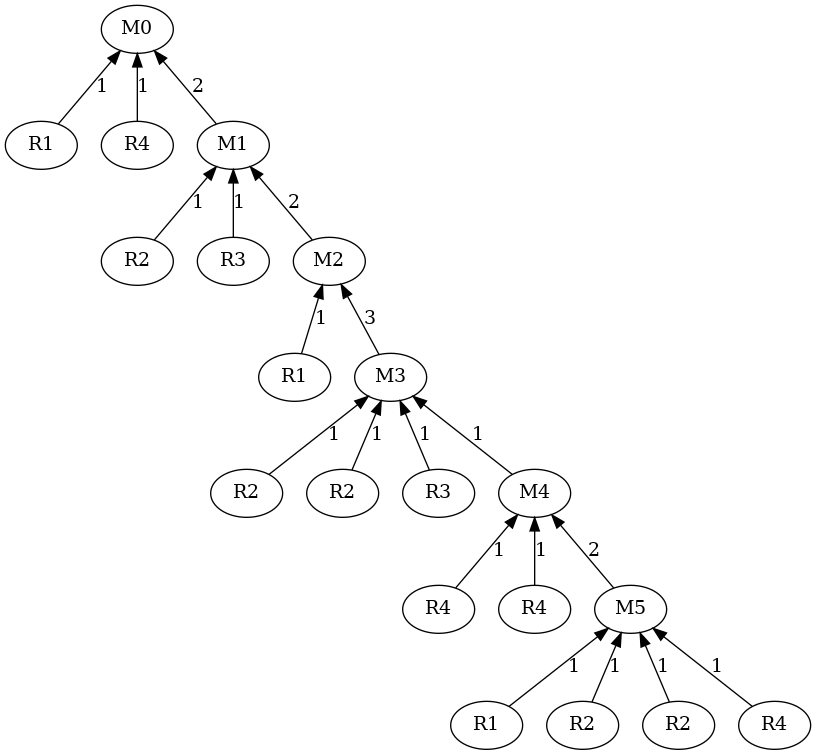 M0
1 1 2
R1 R4 M1
1 1 2
R2 R3 M2
1 3
R1 M3
1 1 1 1
R2 R2 R3 M4
1 1 2
R4 R4 M5
1 1 1 1
R1 R2 R2 R4